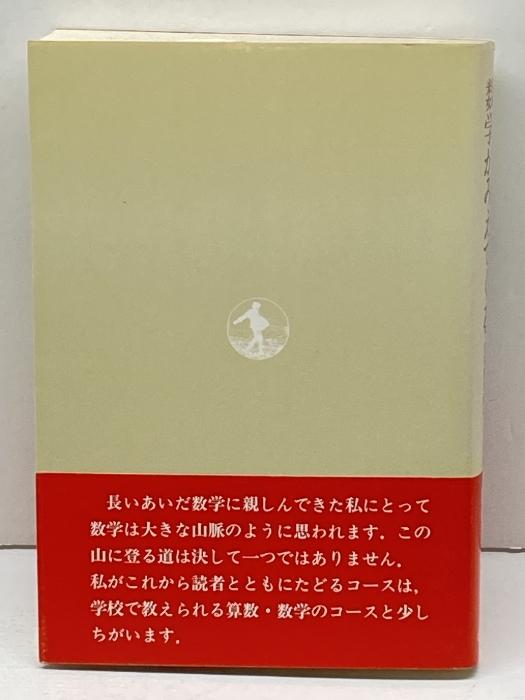 長いあいだ数学に親しんできた私にとって
数学は大きな山脈のように思われます．この
山に登る道は決して一つではありません．
私がこれから読者とともにたどるコースは，
学校で教えられる算数・数学のコースと少し
ちがいます．